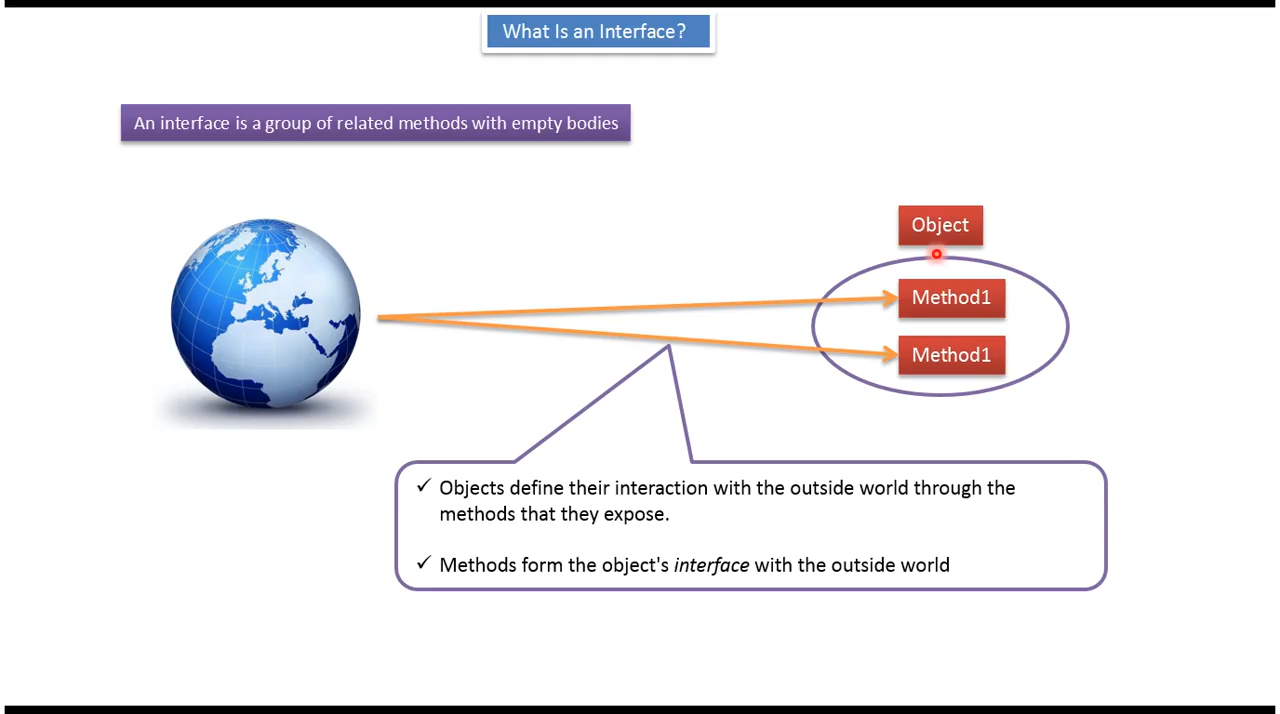 What Is an Interface?
An interface is a group of related methods with empty bodies
Object
Method1
Method1
✓ Objects define their interaction with the outside world through the
methods that they expose.
✓ Methods form the object's interface with the outside world